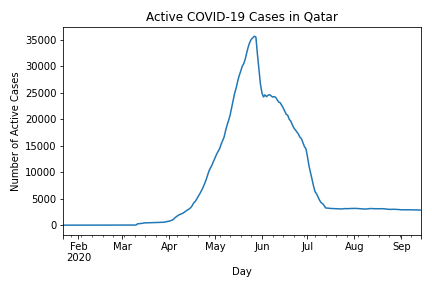 Active COVID-19 Cases in Qatar
35000
30000
25000
20000
15000
10000
5000
0
Number of Active Cases
Feb Mar Apr May Jun Jul Aug Sep
2020
Day